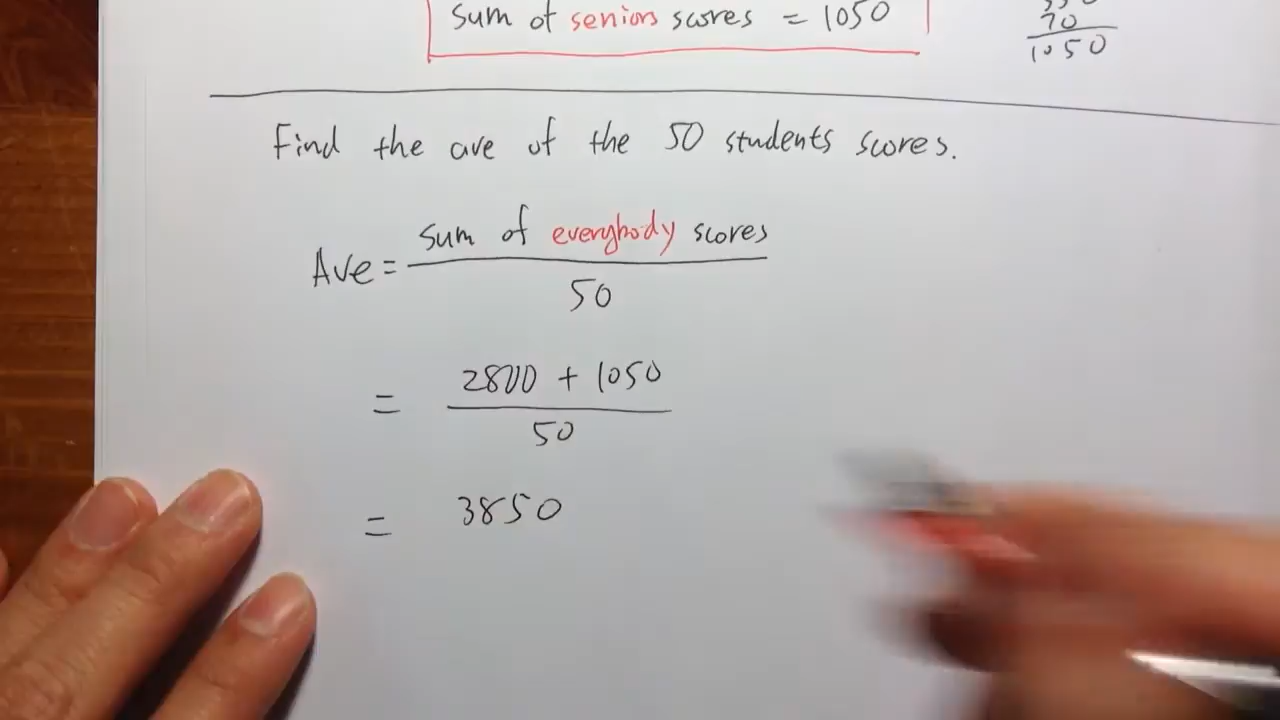 Sum of seniors scores = 1050
70
1050
Find the ave of the 50 students scores.
Ave = sum of everybody scores
50
= 2800 + 1050
50
= 3850